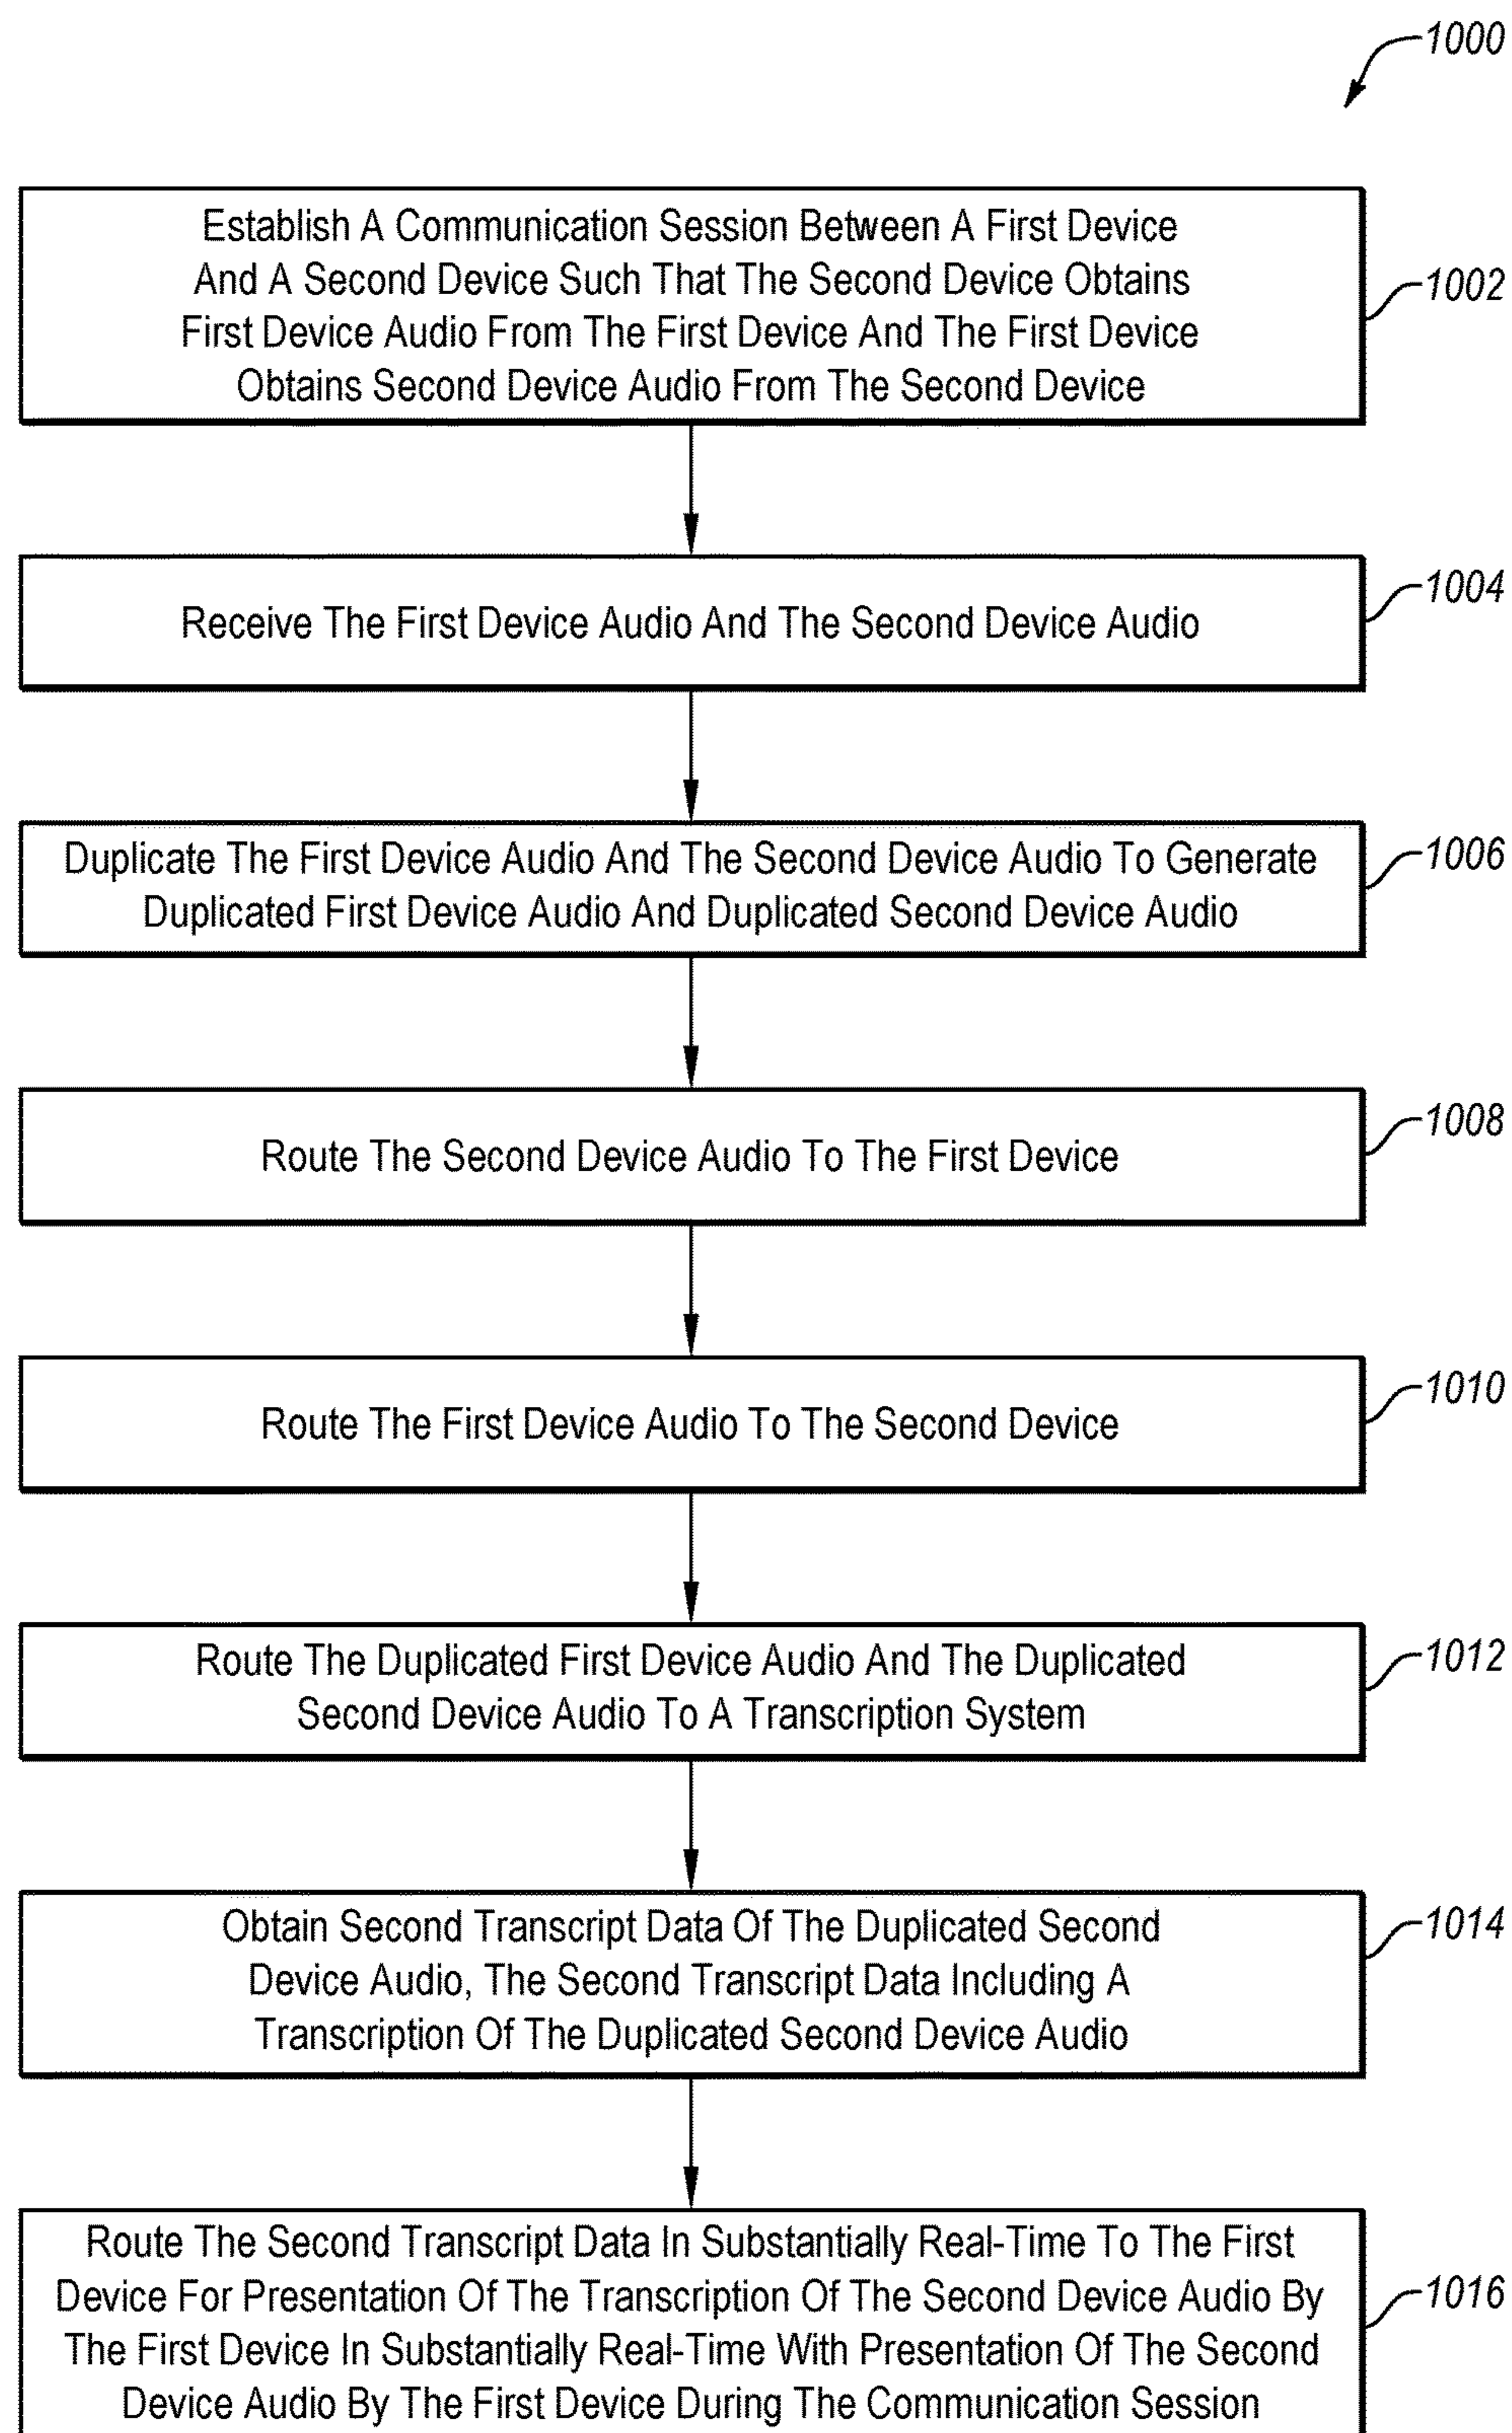 1000
Establish A Communication Session Between A First Device
And A Second Device Such That The Second Device Obtains
First Device Audio From The First Device And The First Device
Obtains Second Device Audio From The Second Device
1002
Receive The First Device Audio And The Second Device Audio
1004
Duplicate The First Device Audio And The Second Device Audio To Generate
Duplicated First Device Audio And Duplicated Second Device Audio
1006
Route The Second Device Audio To The First Device
1008
Route The First Device Audio To The Second Device
1010
Route The Duplicated First Device Audio And The Duplicated
Second Device Audio To A Transcription System
1012
Obtain Second Transcript Data Of The Duplicated Second
Device Audio, The Second Transcript Data Including A
Transcription Of The Duplicated Second Device Audio
1014
Route The Second Transcript Data In Substantially Real-Time To The First
Device For Presentation Of The Transcription Of The Second Device Audio By
The First Device In Substantially Real-Time With Presentation Of The Second
Device Audio By The First Device During The Communication Session
1016